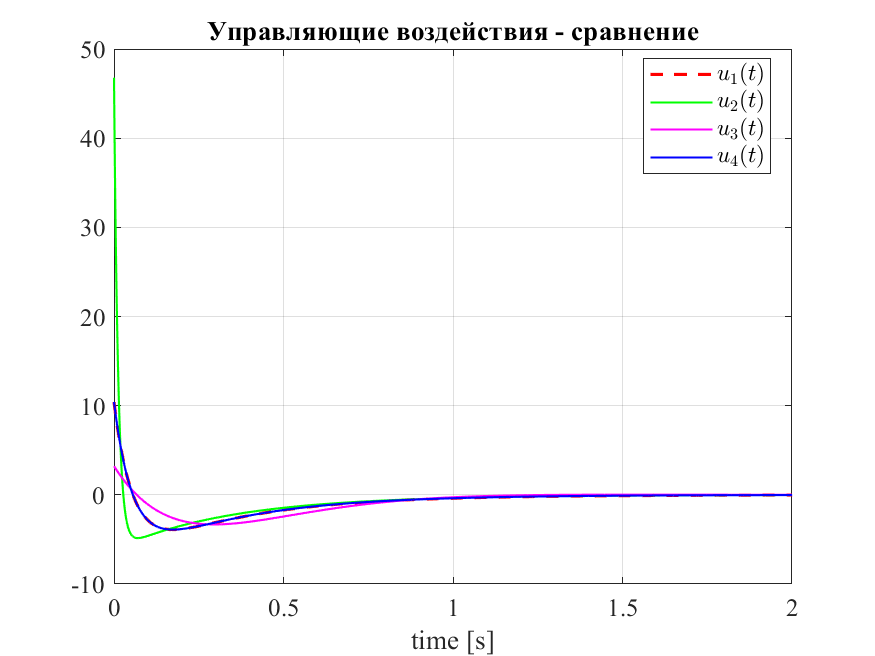 Управляющие воздействия - сравнение
50
40
30
20
10
0
-10
0 0.5 1 1.5 2
time [s]
u₁(t)
u₂(t)
u₃(t)
u₄(t)